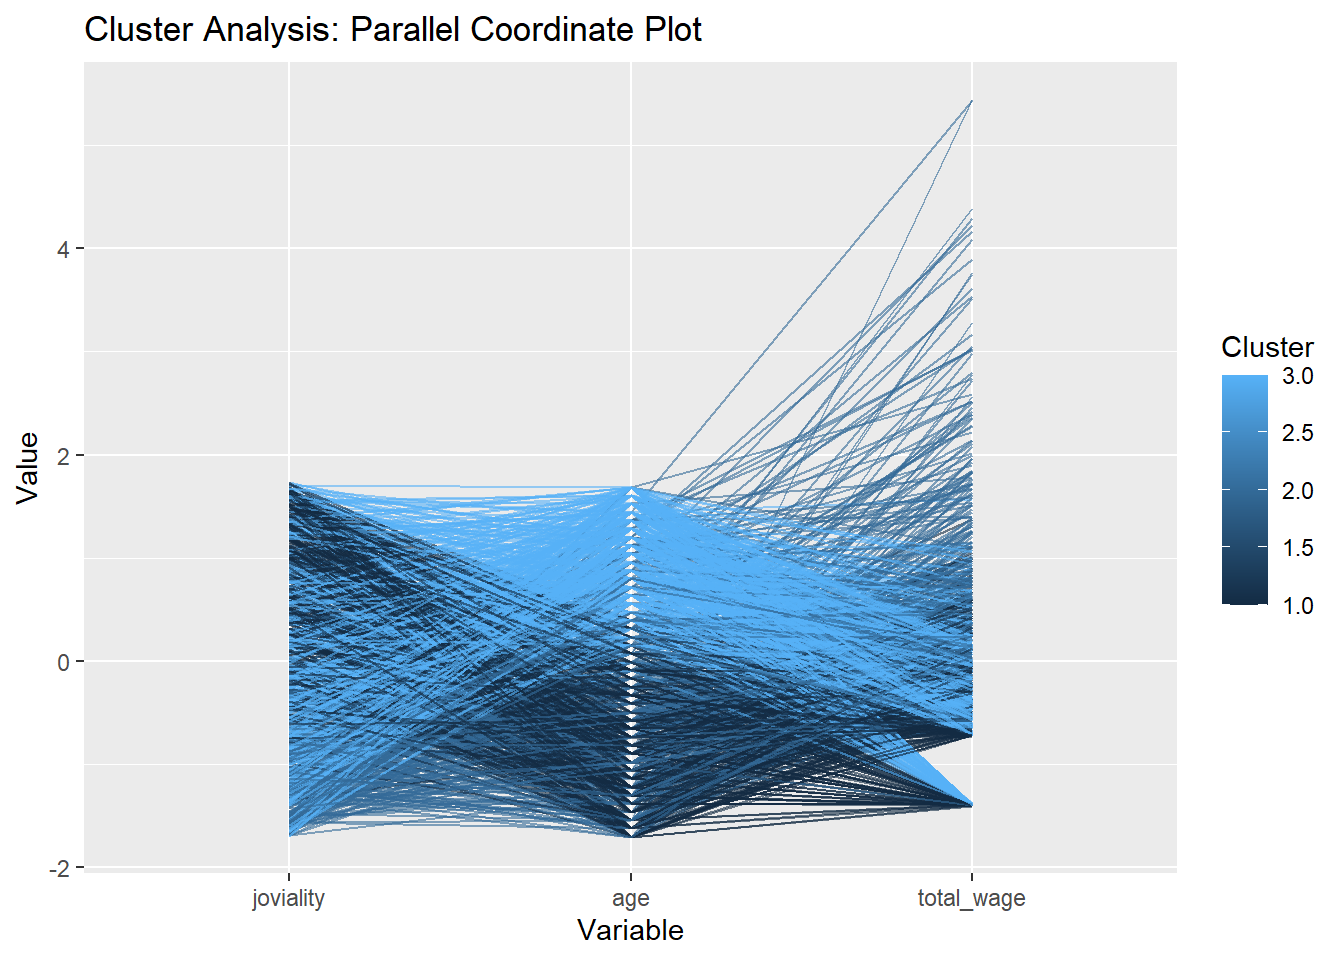 Cluster Analysis: Parallel Coordinate Plot
Value
4
2
0
-2
joviality
age
total_wage
Variable
Cluster
3.0
2.5
2.0
1.5
1.0